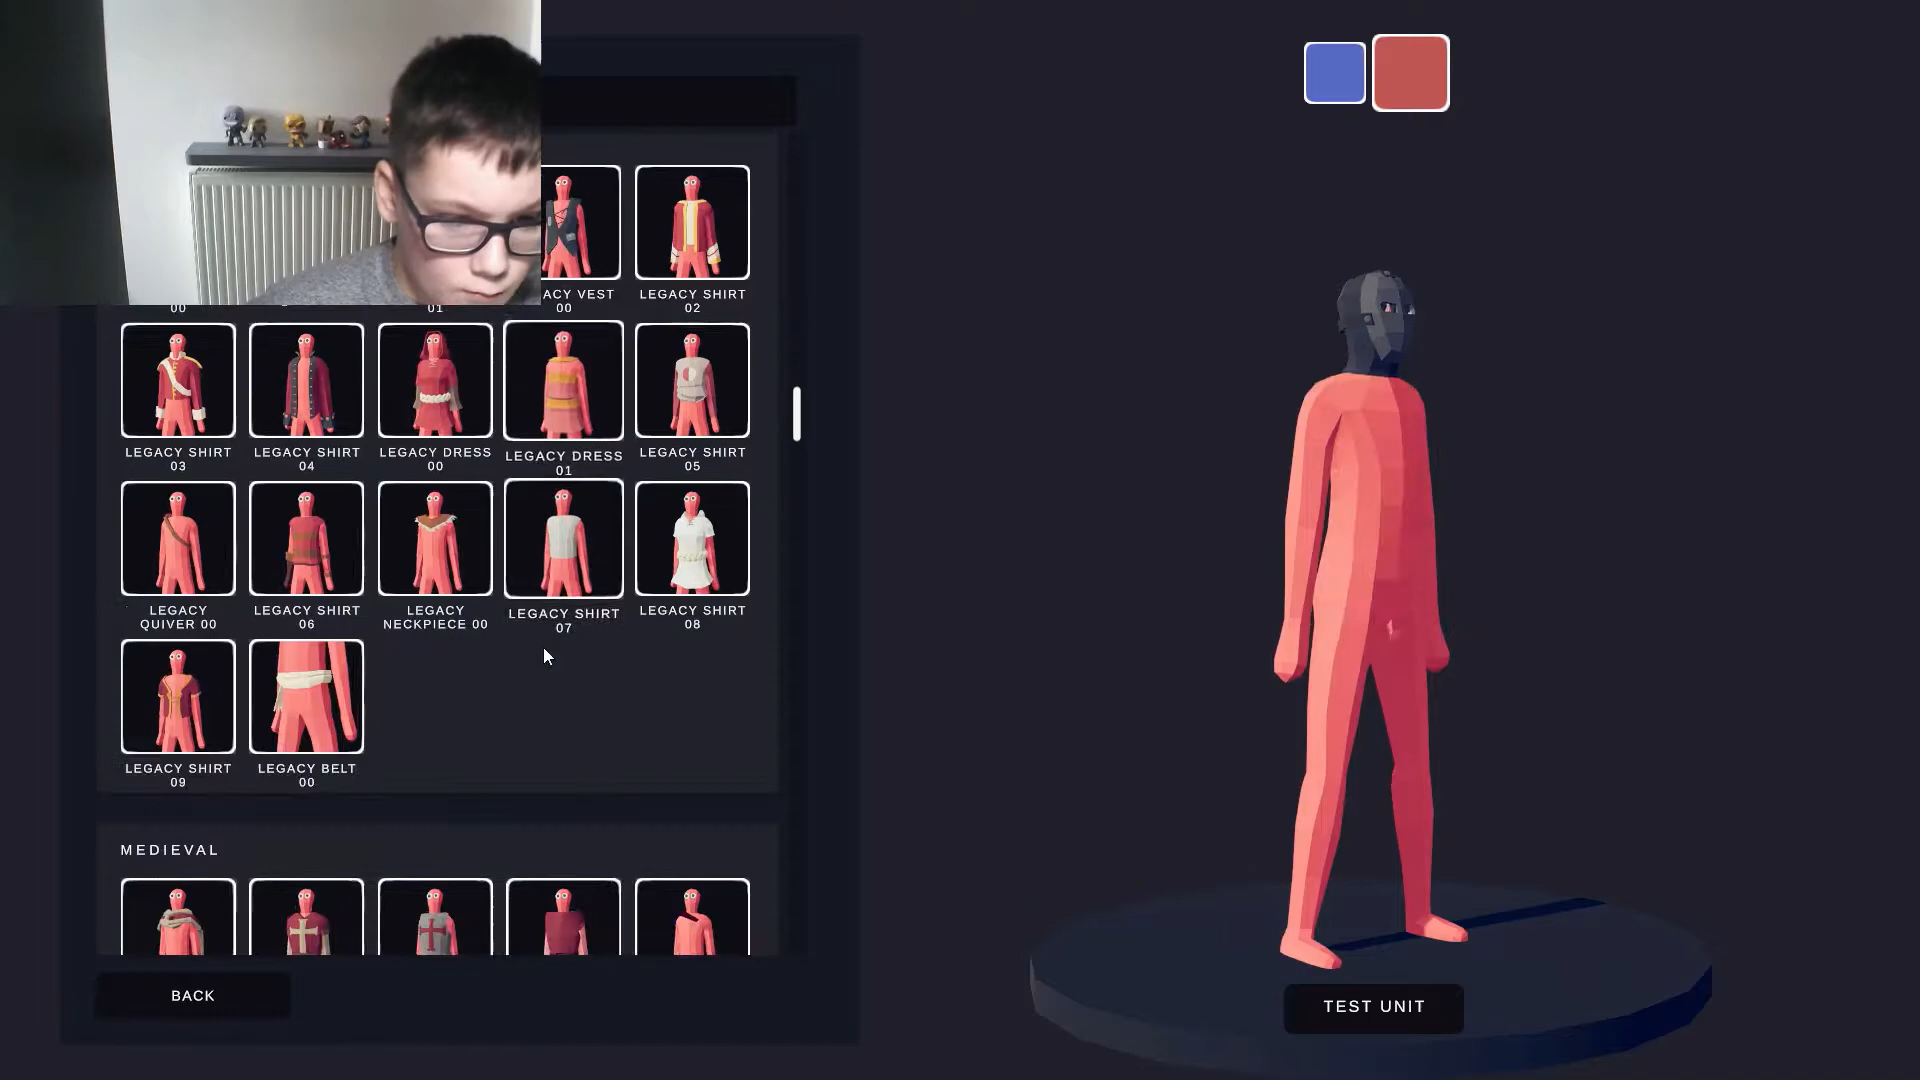 00
01
ACY VEST
00
LEGACY SHIRT
02
LEGACY SHIRT
03
LEGACY SHIRT
04
LEGACY DRESS
00
LEGACY DRESS
01
LEGACY SHIRT
05
LEGACY
QUIVER 00
LEGACY SHIRT
06
LEGACY
NECKPIECE 00
LEGACY SHIRT
07
LEGACY SHIRT
08
LEGACY SHIRT
09
LEGACY BELT
00
MEDIEVAL
BACK
TEST UNIT